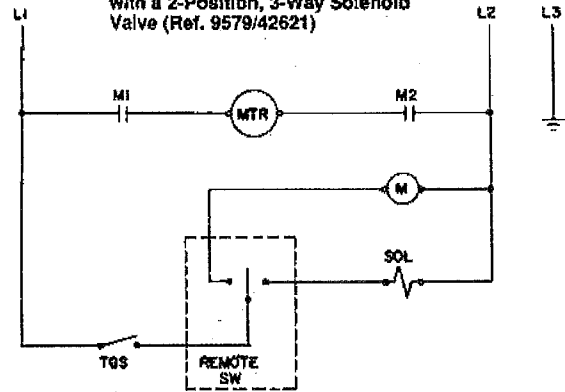 with a 2-Position, 3-Way Solenoid
Valve (Ref. 9579/42621)
L1
L2
L3
M1
MTR
M2
M
SOL
TGS
REMOTE
SW